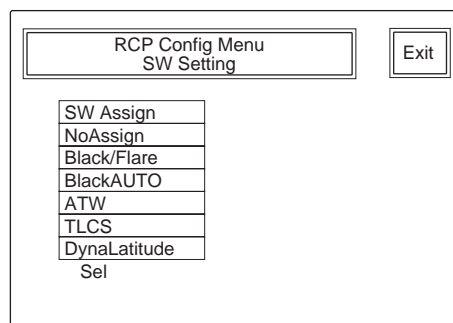 RCP Config Menu
SW Setting
Exit
SW Assign
NoAssign
Black/Flare
BlackAUTO
ATW
TLCS
DynaLatitude
Sel